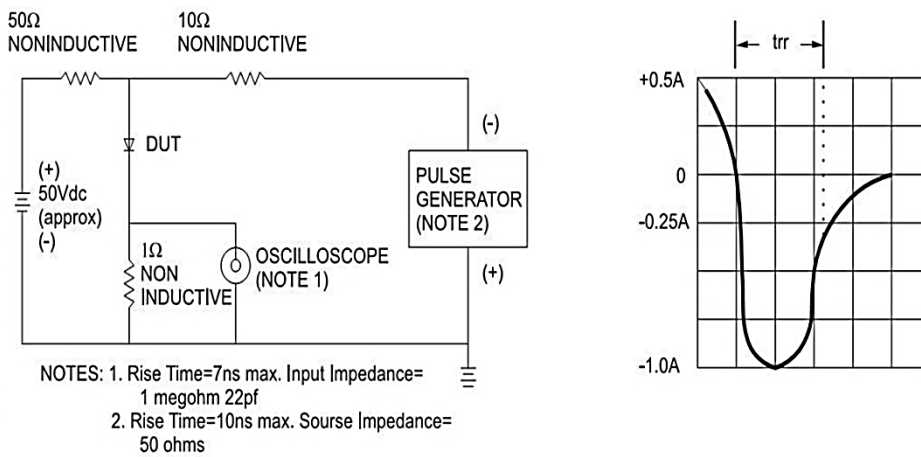 50Ω
NONINDUCTIVE
10Ω
NONINDUCTIVE
DUT
(+)
50Vdc
(approx)
(-)
1Ω
NON
INDUCTIVE
OSCILLOSCOPE
(NOTE 1)
(-)
PULSE
GENERATOR
(NOTE 2)
(+)
NOTES: 1. Rise Time=7ns max. Input Impedance=
1 megohm 22pf
2. Rise Time=10ns max. Sourse Impedance=
50 ohms
trr
+0.5A
0
-0.25A
-1.0A